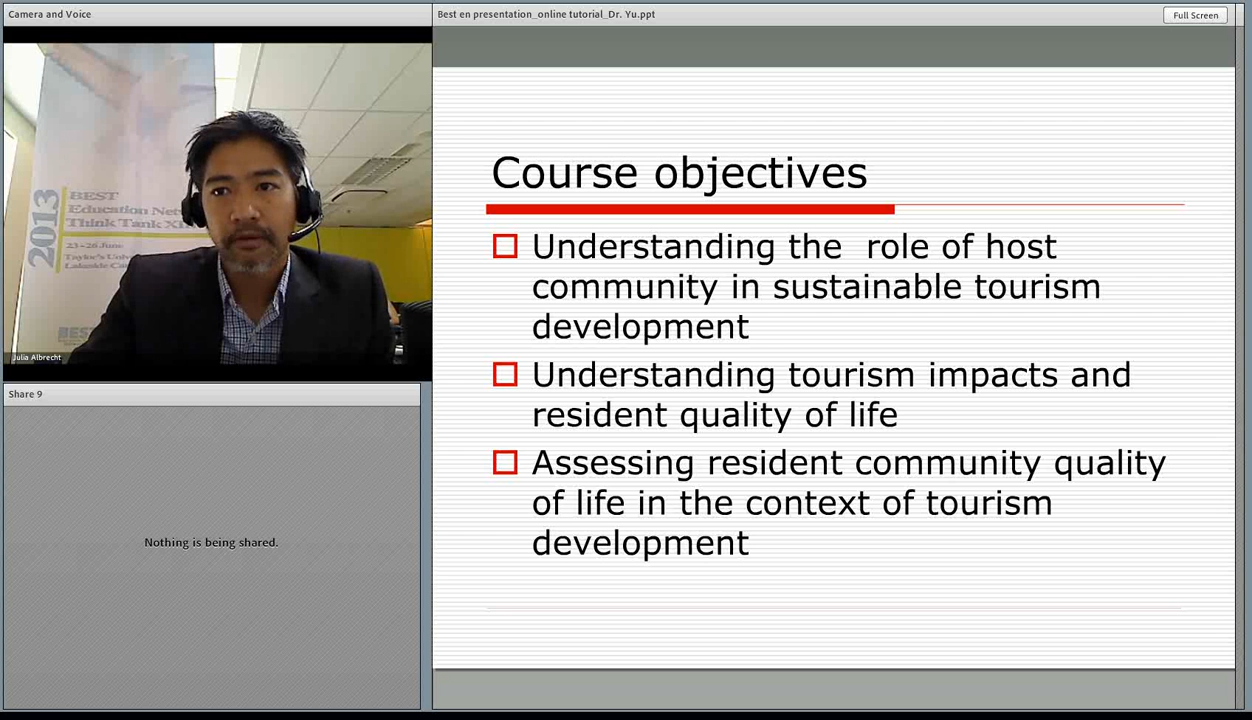 Camera and Voice
2013
BEST
Education Net
Think Tank XI
23-26 June
Taylor's Univ
Lakeside Ca
BEST
Julia Albrecht
Share 9
Nothing is being shared.
Best en presentation_online tutorial_Dr. Yu.ppt
Full Screen
Course objectives
Understanding the  role of host
community in sustainable tourism
development
Understanding tourism impacts and
resident quality of life
Assessing resident community quality
of life in the context of tourism
development